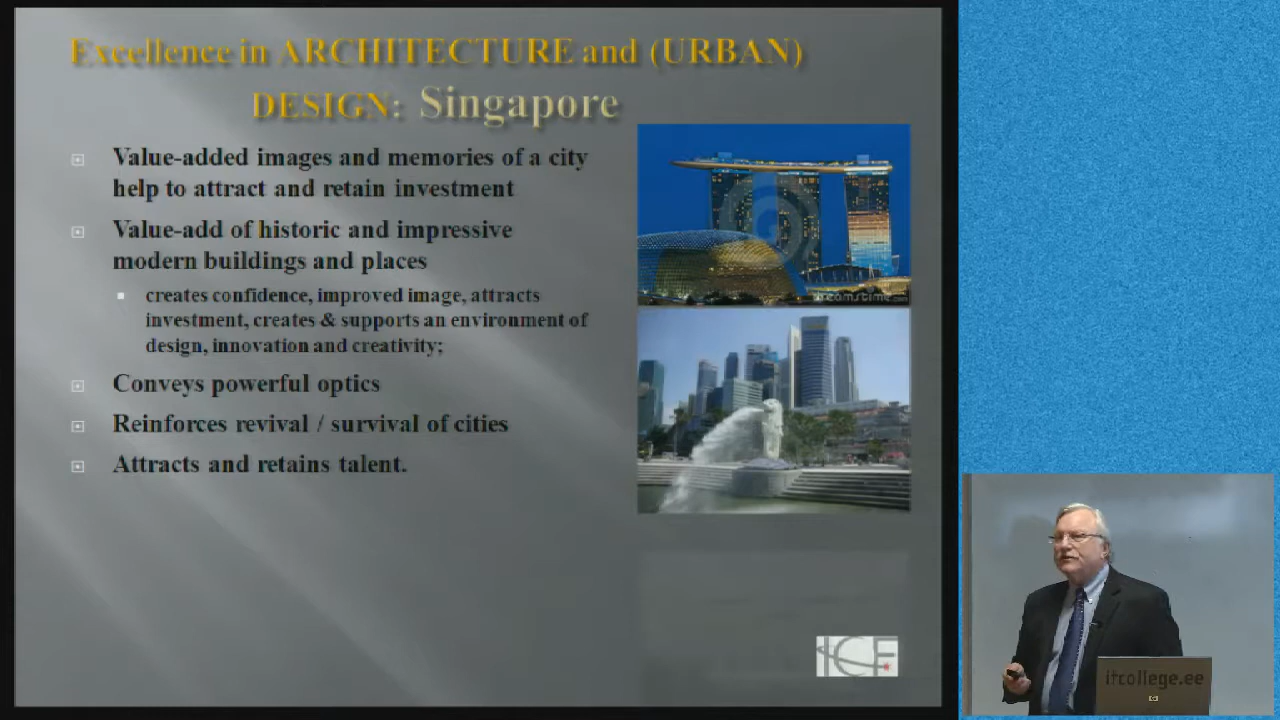 Excellence in ARCHITECTURE and (URBAN)
DESIGN: Singapore
Value-added images and memories of a city
help to attract and retain investment
Value-add of historic and impressive
modern buildings and places
creates confidence, improved image, attracts
investment, creates & supports an environment of
design, innovation and creativity;
Conveys powerful optics
Reinforces revival / survival of cities
Attracts and retains talent.
dreamstime.com
ICF
itcollege.ee